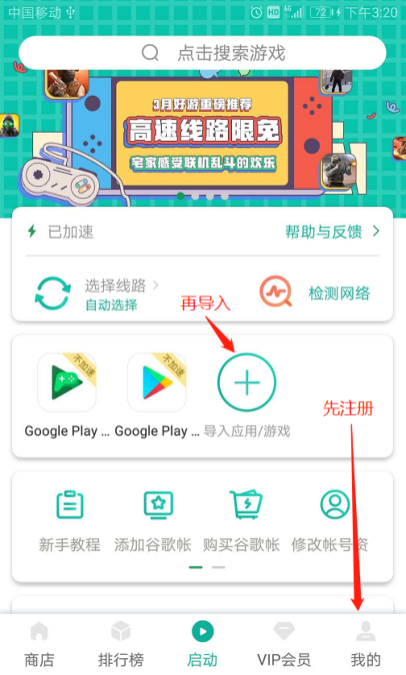 中国移动 HD 4G 72 下午3:20
点击搜索游戏
3月好游重磅推荐
高速线路限免
宅家感受联机乱斗的欢乐
已加速 帮助与反馈
选择线路
自动选择
检测网络
再导入
先注册
不加速 不加速
Google Play ... Google Play ... 导入应用/游戏
新手教程 添加谷歌帐 购买谷歌帐 修改帐号资
商店 排行榜 启动 VIP会员 我的